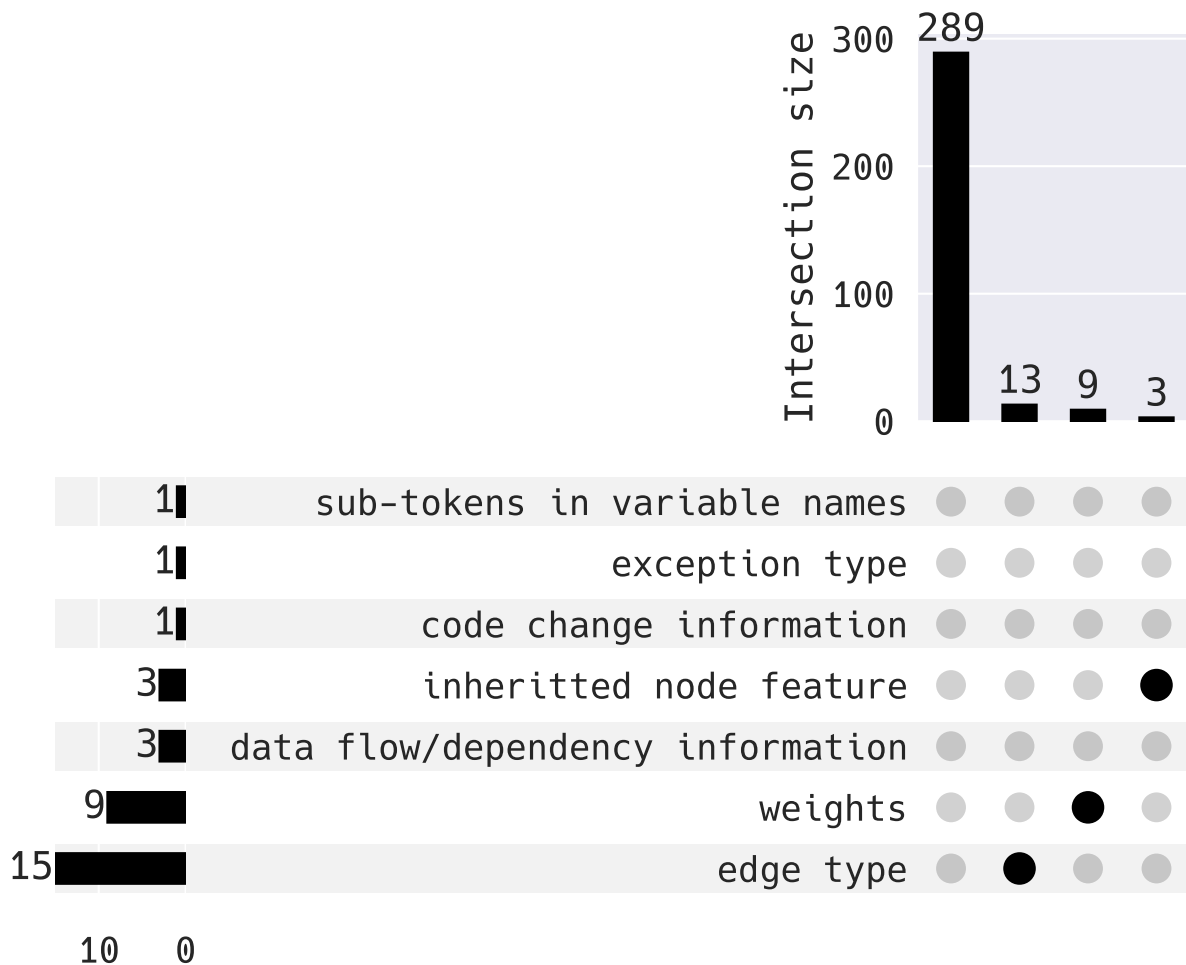 289
300
200
100
0
Intersection size
13
9
3
1 sub-tokens in variable names
1 exception type
1 code change information
3 inheritted node feature
3 data flow/dependency information
9 weights
15 edge type
10 0